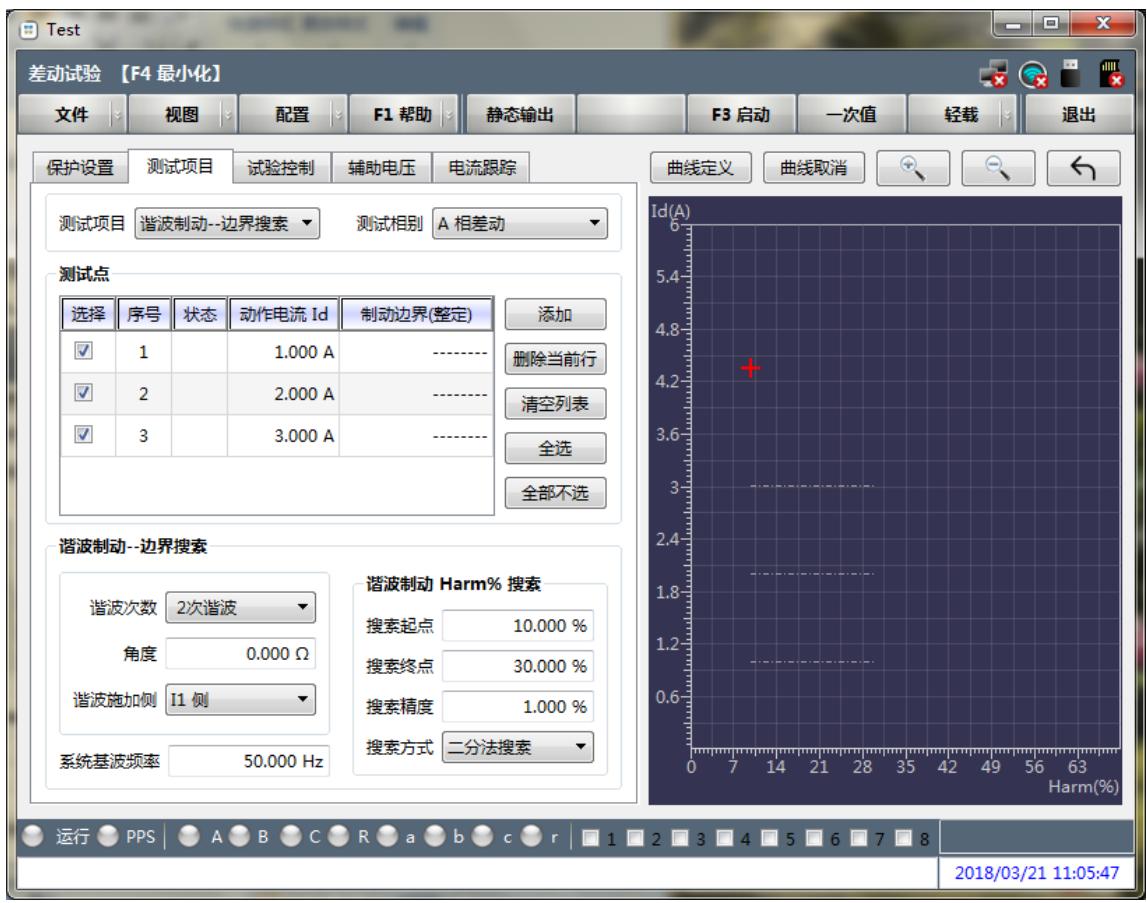 Test
差动试验 【F4 最小化】
文件 视图 配置 F1 帮助 静态输出 F3 启动 一次值 轻载 退出
保护设置 测试项目 试验控制 辅助电压 电流跟踪 曲线定义 曲线取消
测试项目 谐波制动--边界搜索 测试相别 A 相差动
测试点
选择 序号 状态 动作电流 Id 制动边界(整定) 添加
1 1.000 A -------- 删除当前行
2 2.000 A -------- 清空列表
3 3.000 A -------- 全选
全部不选
谐波制动--边界搜索
谐波次数 2次谐波
角度 0.000 Ω
谐波施加侧 I1 侧
系统基波频率 50.000 Hz
谐波制动 Harm% 搜索
搜索起点 10.000 %
搜索终点 30.000 %
搜索精度 1.000 %
搜索方式 二分法搜索
Id(A)
6
5.4
4.8
4.2
3.6
3
2.4
1.8
1.2
0.6
0 7 14 21 28 35 42 49 56 63
Harm(%)
运行 PPS A B C R a b c r 1 2 3 4 5 6 7 8
2018/03/21 11:05:47